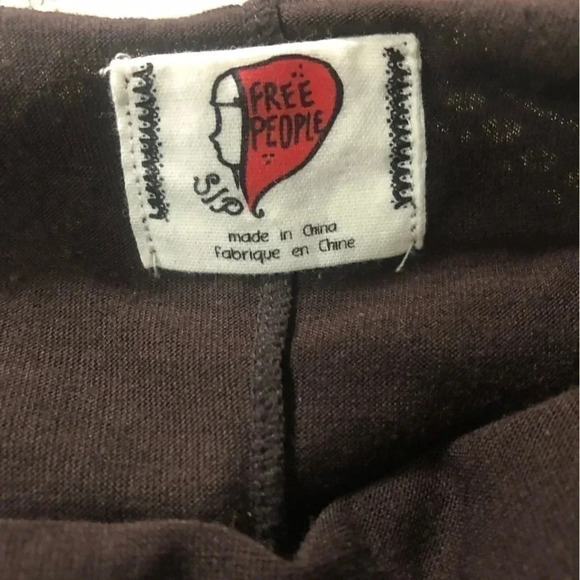 FREE
PEOPLE
S/P
made in China
fabrique en Chine